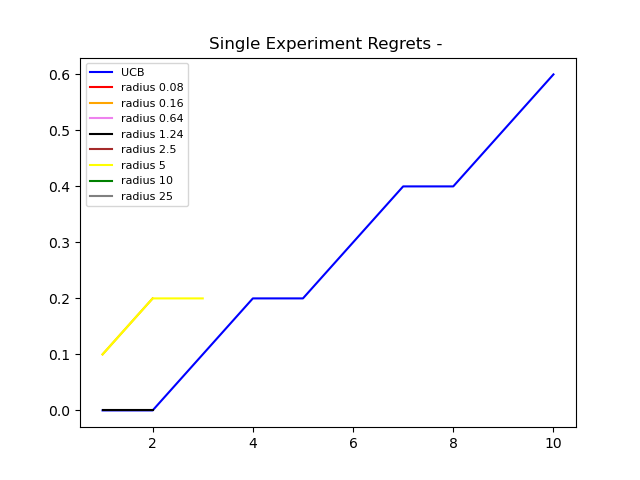 Single Experiment Regrets -
UCB
radius 0.08
radius 0.16
radius 0.64
radius 1.24
radius 2.5
radius 5
radius 10
radius 25
0.6
0.5
0.4
0.3
0.2
0.1
0.0
2 4 6 8 10